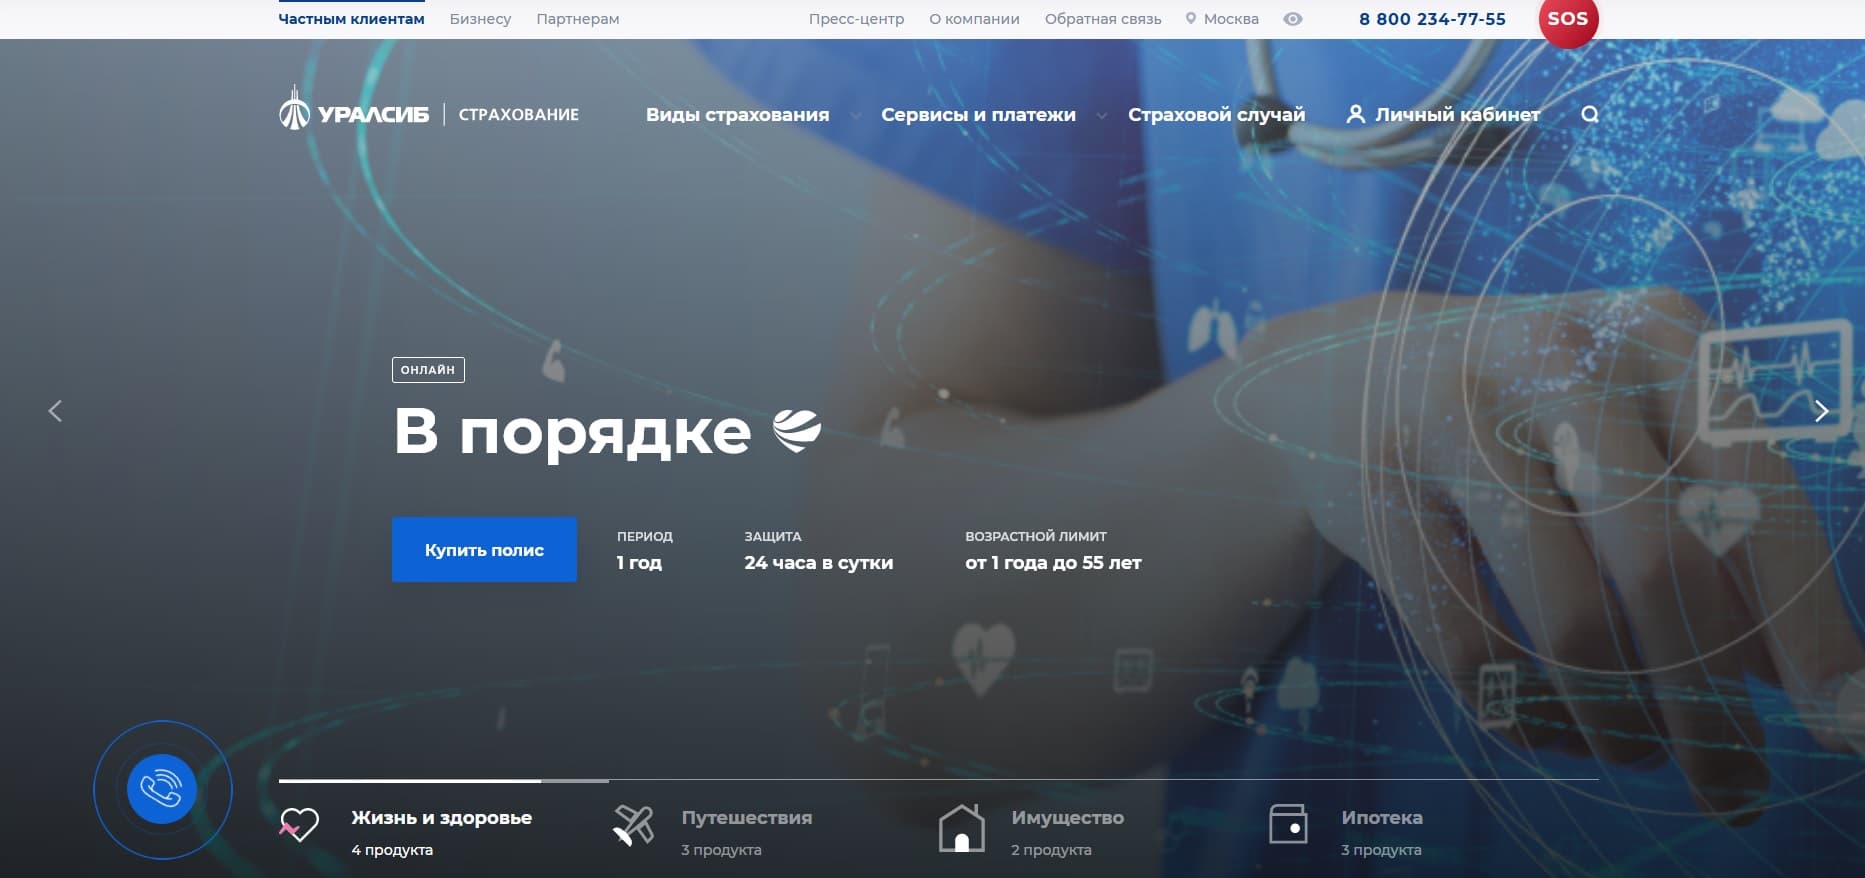 Частным клиентам Бизнесу Партнерам Пресс-центр О компании Обратная связь Москва 8 800 234-77-55 SOS
УРАЛСИБ СТРАХОВАНИЕ Виды страхования Сервисы и платежи Страховой случай Личный кабинет
ОНЛАЙН
В порядке
Купить полис
ПЕРИОД ЗАЩИТА ВОЗРАСТНОЙ ЛИМИТ
1 год 24 часа в сутки от 1 года до 55 лет
Жизнь и здоровье Путешествия Имущество Ипотека
4 продукта 3 продукта 2 продукта 3 продукта